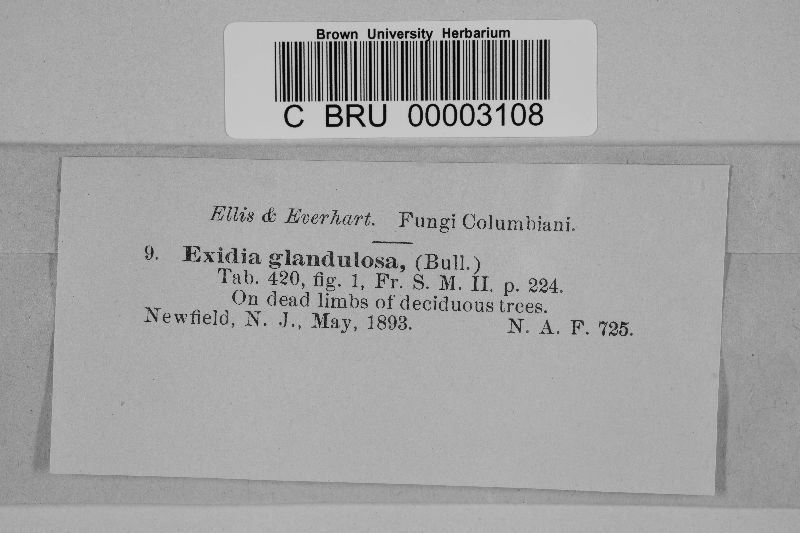 Brown University Herbarium
C BRU 00003108
Ellis & Everhart. Fungi Columbiani.
9. Exidia glandulosa, (Bull.)
Tab. 420, fig. 1, Fr. S. M. II. p. 224.
On dead limbs of deciduous trees.
Newfield, N. J., May, 1893. N. A. F. 725.